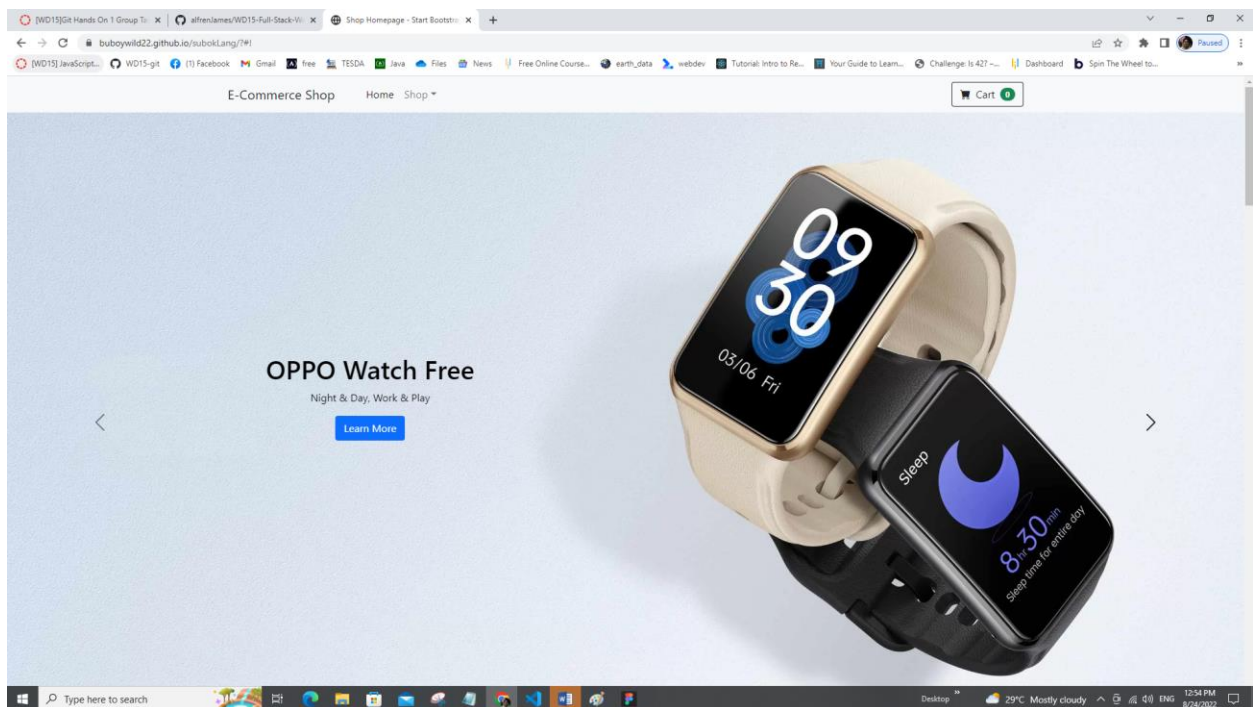 [WD15]Git Hands On 1 Group Ta
alfrenJames/WD15-Full-Stack-W
Shop Homepage - Start Bootstra
buboywild22.github.io/subokLang/?#!
Paused
[WD15] JavaScript... WD15-git (1) Facebook Gmail free TESDA Java Files News Free Online Course... earth_data webdev Tutorial: Intro to Re... Your Guide to Learn... Challenge: Is 42? –... Dashboard Spin The Wheel to...
E-Commerce Shop Home Shop Cart 0
09
30
03/06 Fri
OPPO Watch Free
Night & Day, Work & Play
Learn More
Sleep
8 hr 30 min
Sleep time for entire day
Type here to search
Desktop
29°C Mostly cloudy
ENG
12:54 PM
8/24/2022